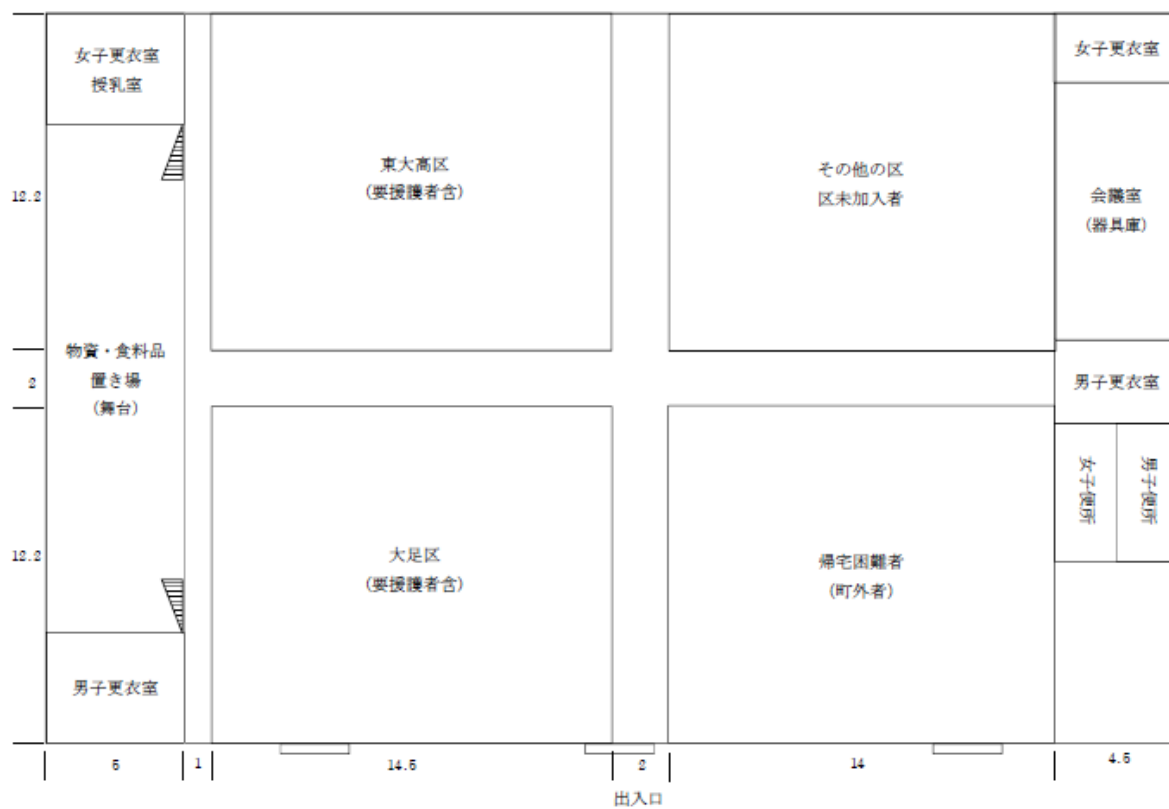 女子更衣室
授乳室
東大高区
(要援護者含)
その他の区
区未加入者
女子更衣室
会議室
(器具庫)
12.2
物資・食料品
置き場
(舞台)
2
男子更衣室
女子便所
男子便所
12.2
大足区
(要援護者含)
帰宅困難者
(町外者)
男子更衣室
5
1
14.5
2
14
4.5
出入口